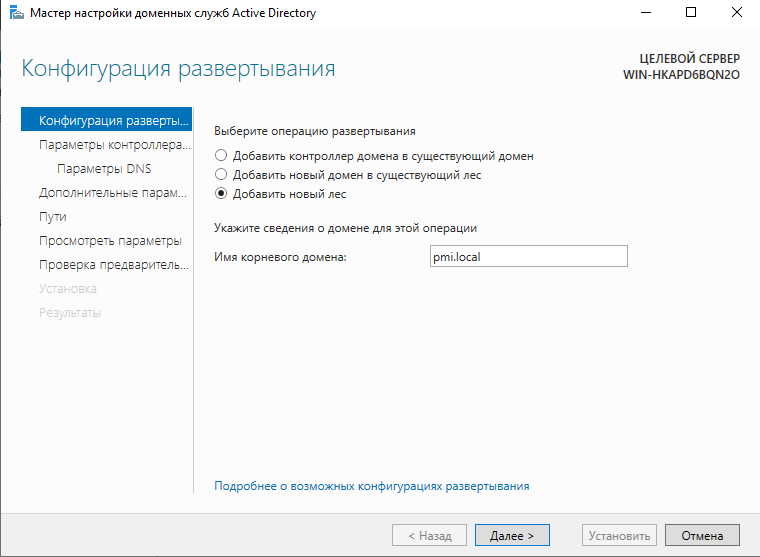 Мастер настройки доменных служб Active Directory
Конфигурация развертывания
ЦЕЛЕВОЙ СЕРВЕР
WIN-HKAPD6BQN2O
Конфигурация разверты...
Параметры контроллера...
Параметры DNS
Дополнительные парам...
Пути
Просмотреть параметры
Проверка предваритель...
Установка
Результаты
Выберите операцию развертывания
Добавить контроллер домена в существующий домен
Добавить новый домен в существующий лес
Добавить новый лес
Укажите сведения о домене для этой операции
Имя корневого домена:
pmi.local
Подробнее о возможных конфигурациях развертывания
< Назад
Далее >
Установить
Отмена